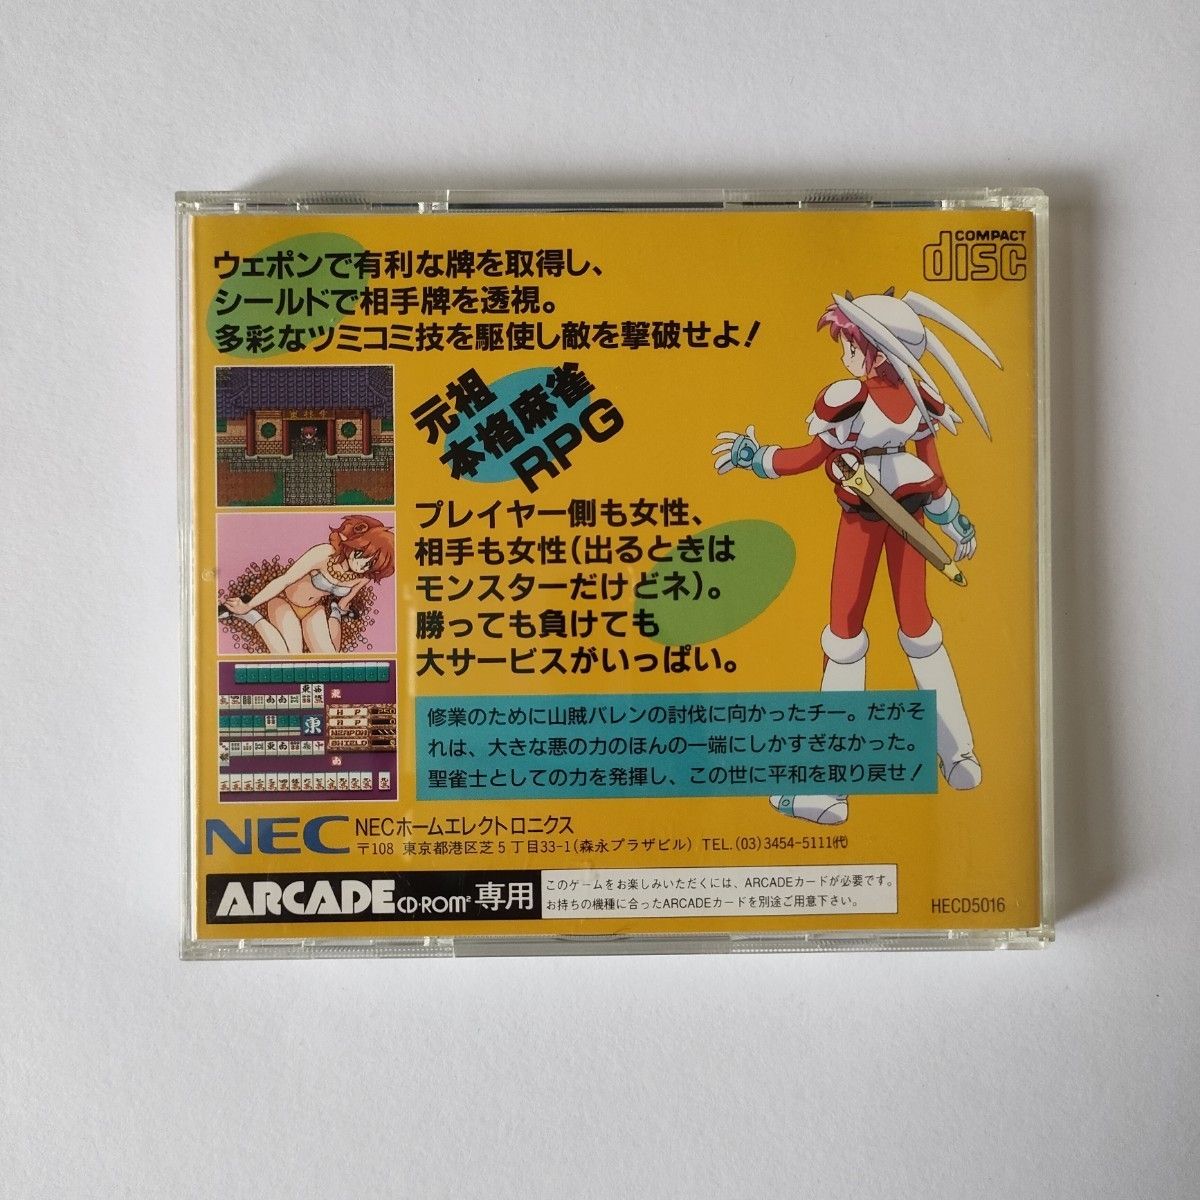 COMPACT
disc
ウェポンで有利な牌を取得し、
シールドで相手牌を透視。
多彩なツミコミ技を駆使し敵を撃破せよ！
元祖
本格麻雀
RPG
プレイヤー側も女性、
相手も女性（出るときは
モンスターだけどネ）。
勝っても負けても
大サービスがいっぱい。
修業のために山賊バレンの討伐に向かったチー。だがそ
れは、大きな悪の力のほんの一端にしかすぎなかった。
聖雀士としての力を発揮し、この世に平和を取り戻せ！
NEC NECホームエレクトロニクス
〒108 東京都港区芝5丁目33-1（森永プラザビル） TEL.(03)3454-5111㈹
ARCADE CD-ROM² 専用
このゲームをお楽しみいただくには、ARCADEカードが必要です。
お持ちの機種に合ったARCADEカードを別途ご用意下さい。
HECD5016